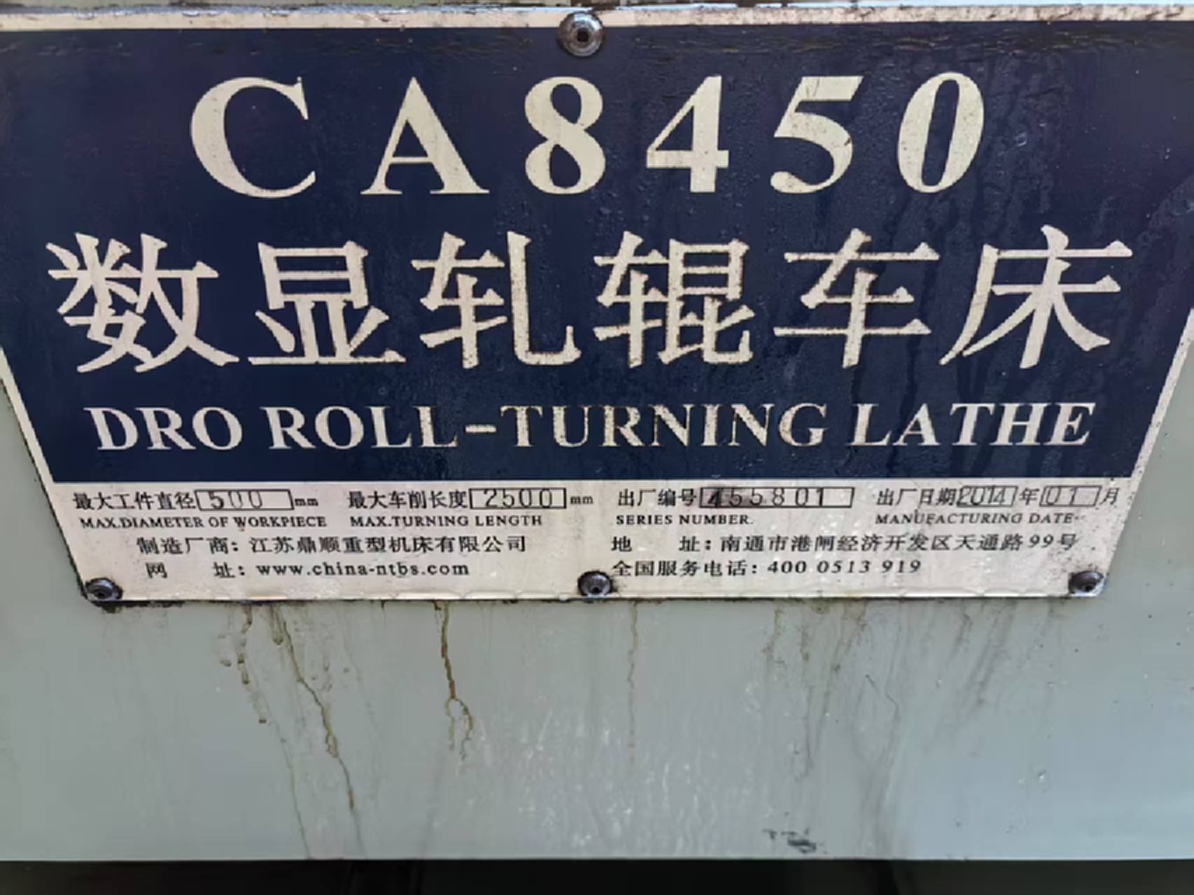 CA8450
数显轧辊车床
DRO ROLL-TURNING LATHE
最大工件直径 500 mm 最大车削长度 2500 mm 出厂编号 455801 出厂日期 2014 年 01 月
MAX.DIAMETER OF WORKPIECE MAX.TURNING LENGTH SERIES NUMBER. MANUFACTURING DATE
制造厂商：江苏鼎顺重型机床有限公司 地 址：南通市港闸经济开发区天通路99号
网 址：www.china-ntbs.com 全国服务电话：400 0513 919